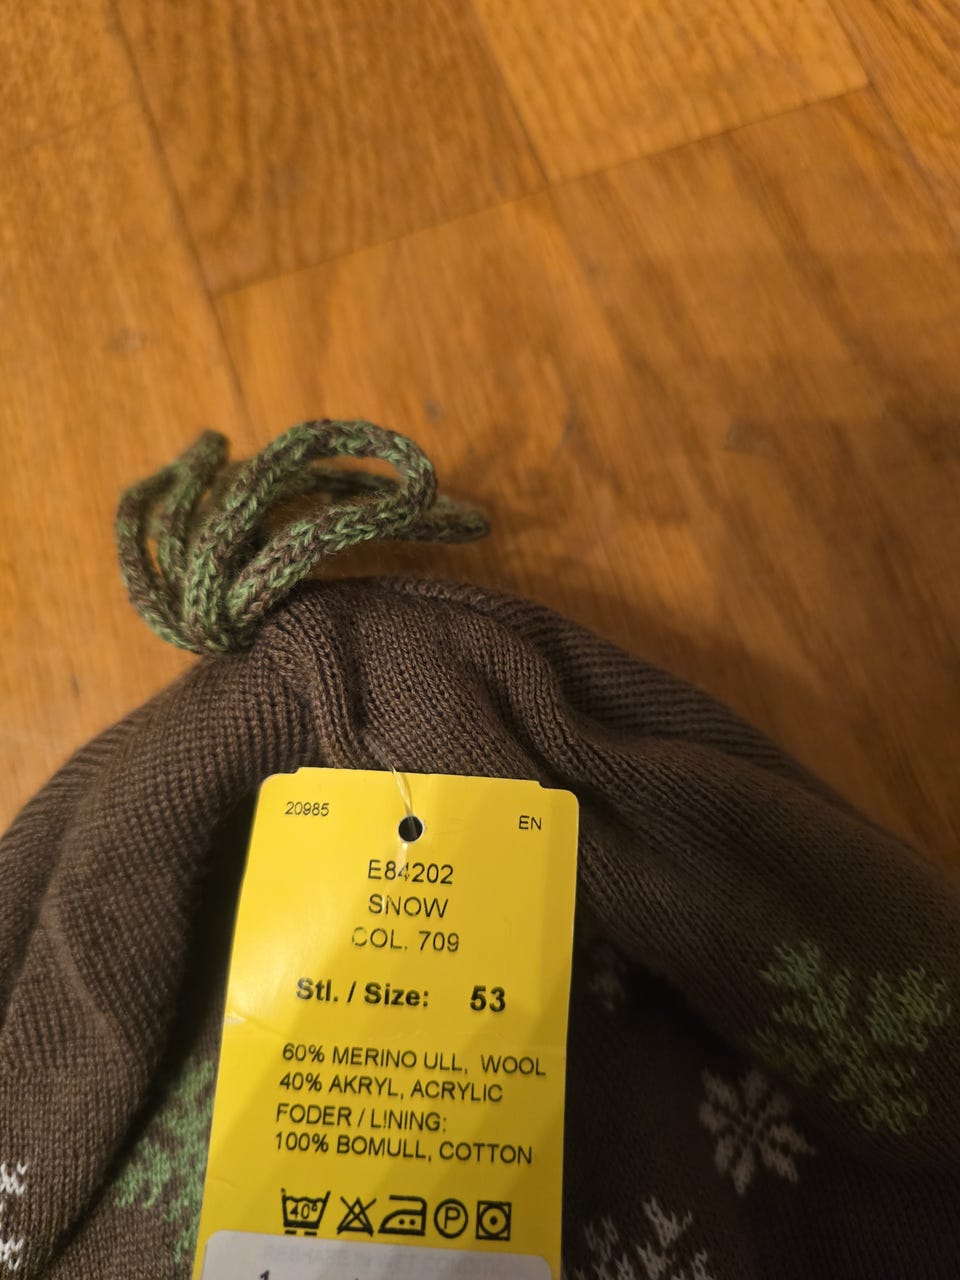 20985
EN
E84202
SNOW
COL. 709
Stl. / Size: 53
60% MERINO ULL, WOOL
40% AKRYL, ACRYLIC
FODER / LINING:
100% BOMULL, COTTON
40°
P